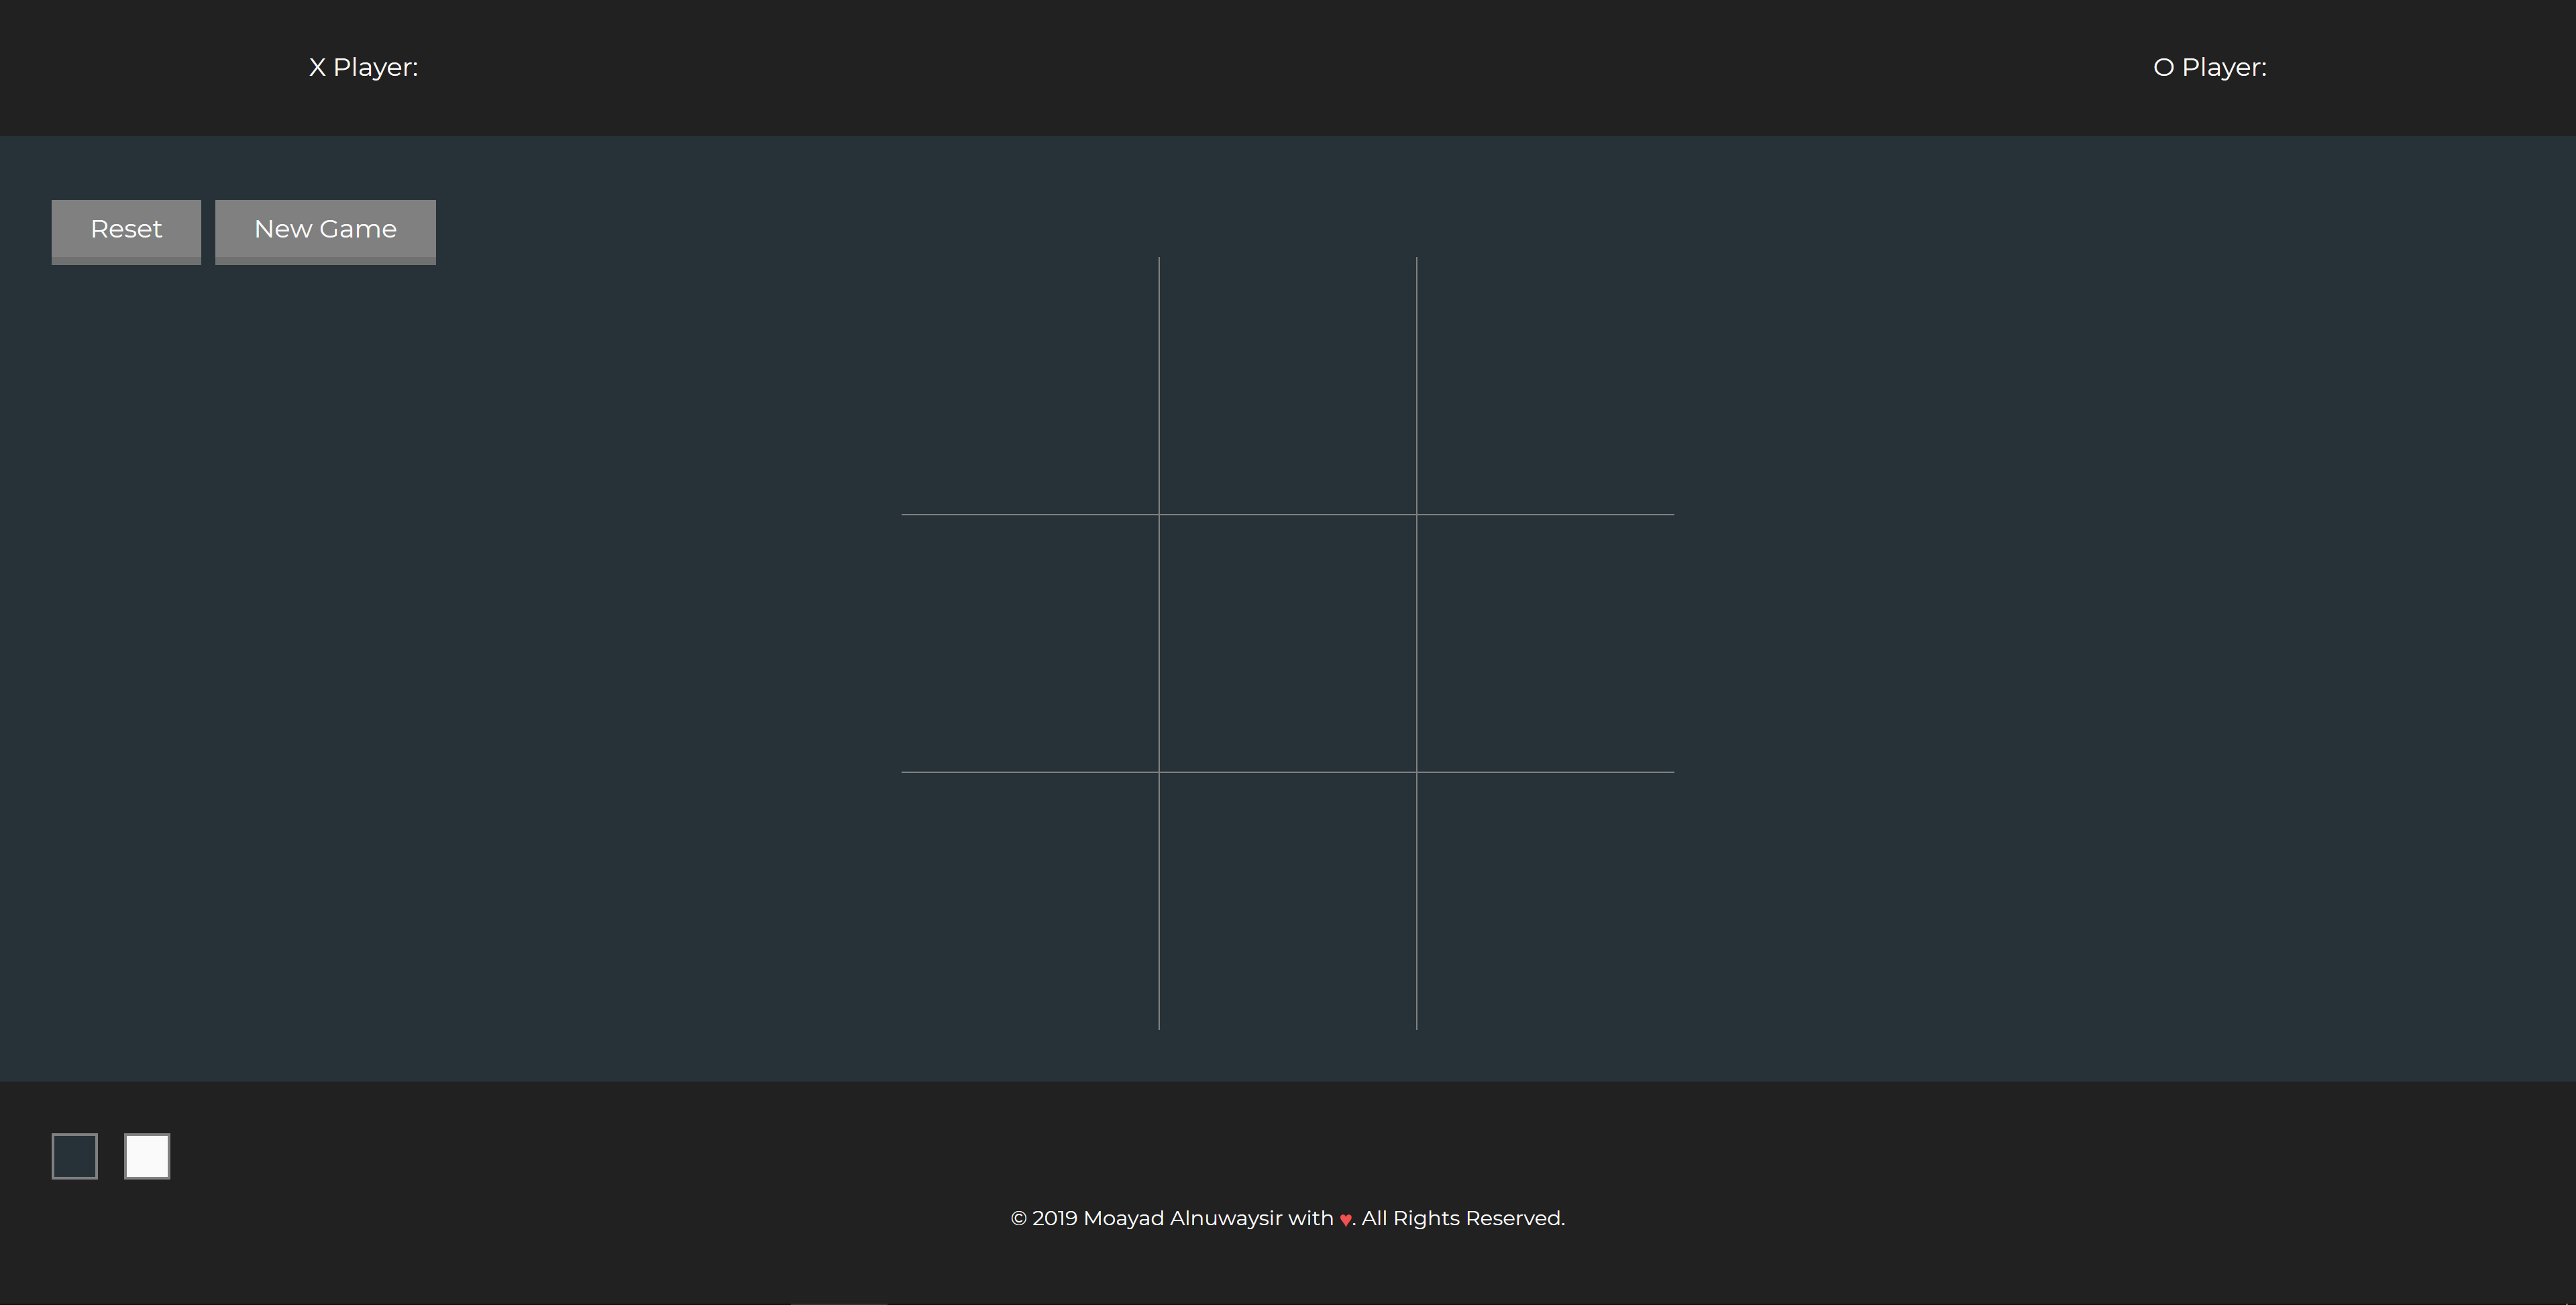 X Player:
O Player:
Reset
New Game
© 2019 Moayad Alnuwaysir with ♥. All Rights Reserved.